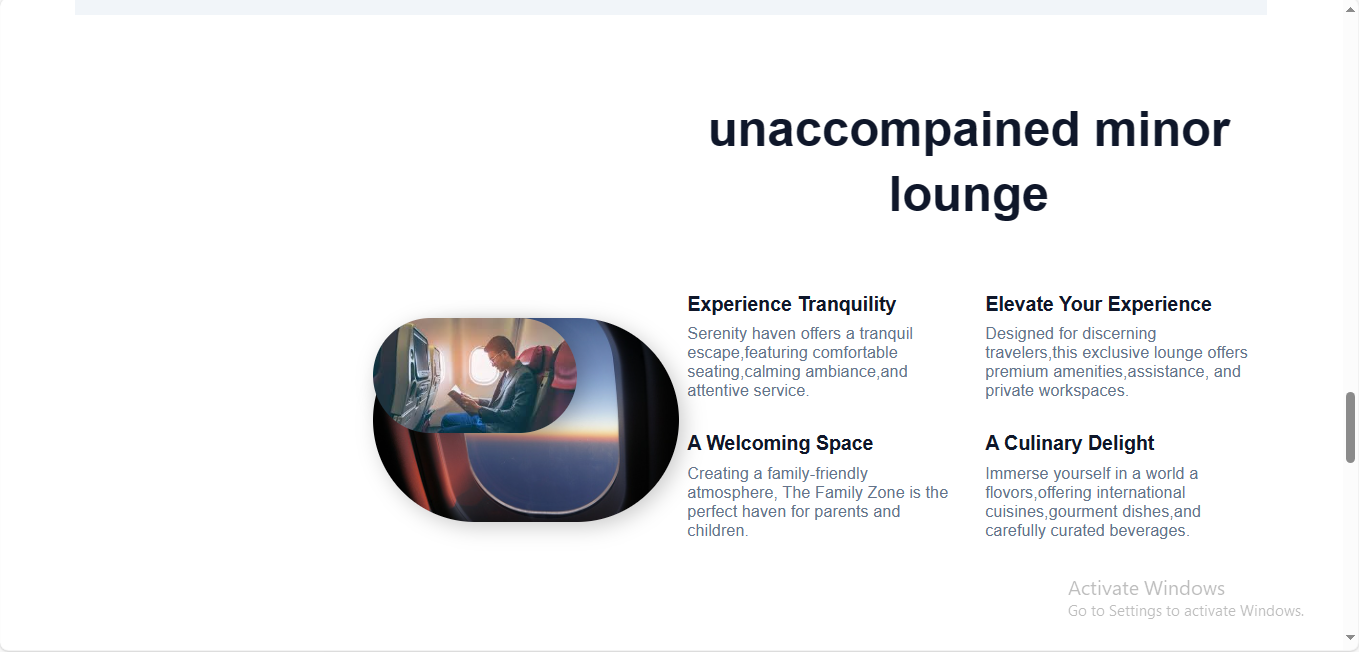 unaccompained minor
lounge
Experience Tranquility
Serenity haven offers a tranquil
escape,featuring comfortable
seating,calming ambiance,and
attentive service.
Elevate Your Experience
Designed for discerning
travelers,this exclusive lounge offers
premium amenities,assistance, and
private workspaces.
A Welcoming Space
Creating a family-friendly
atmosphere, The Family Zone is the
perfect haven for parents and
children.
A Culinary Delight
Immerse yourself in a world a
flovors,offering international
cuisines,gourment dishes,and
carefully curated beverages.
Activate Windows
Go to Settings to activate Windows.